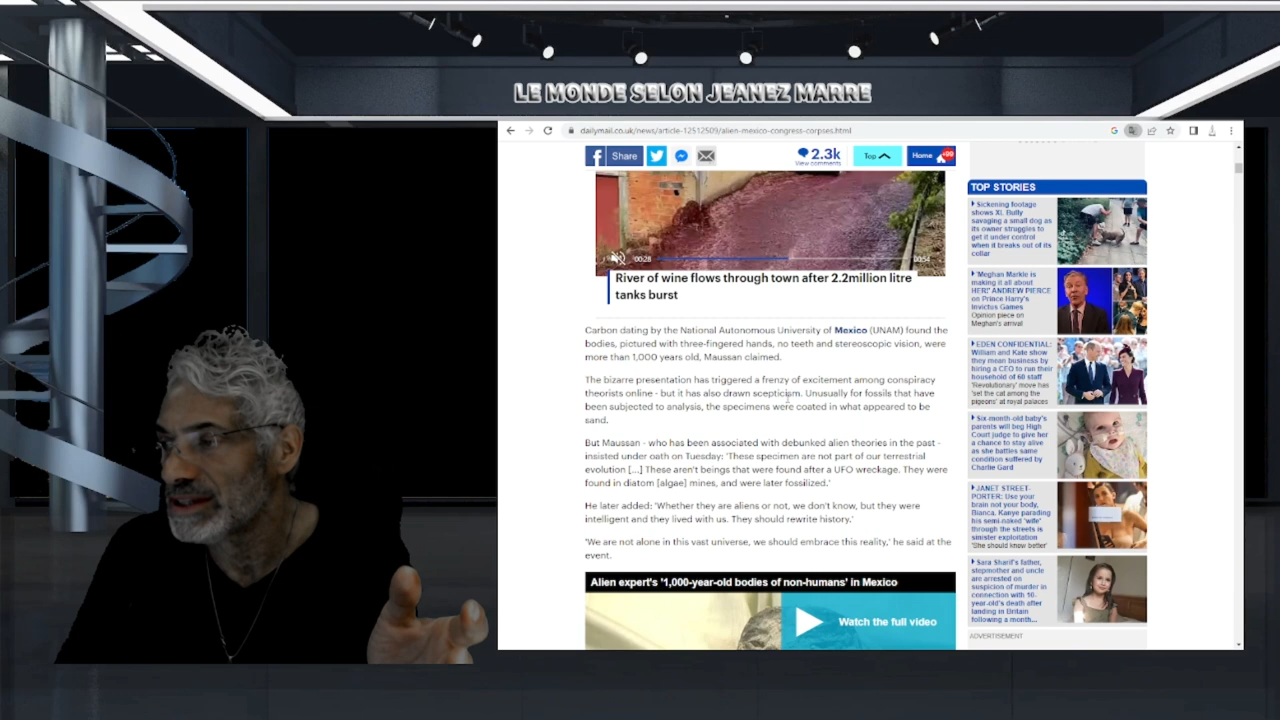 LE MONDE SELON JEANEZ MARRE
dailymail.co.uk/news/article-12512509/alien-mexico-congress-corpses.html
Share
2.3k
View comments
Top
Home
+99
TOP STORIES
00:28
00:54
River of wine flows through town after 2.2million litre
tanks burst
Carbon dating by the National Autonomous University of Mexico (UNAM) found the
bodies, pictured with three-fingered hands, no teeth and stereoscopic vision, were
more than 1,000 years old, Maussan claimed.
The bizarre presentation has triggered a frenzy of excitement among conspiracy
theorists online - but it has also drawn scepticism. Unusually for fossils that have
been subjected to analysis, the specimens were coated in what appeared to be
sand.
But Maussan - who has been associated with debunked alien theories in the past -
insisted under oath on Tuesday: 'These specimen are not part of our terrestrial
evolution [...] These aren't beings that were found after a UFO wreckage. They were
found in diatom [algae] mines, and were later fossilized.'
He later added: 'Whether they are aliens or not, we don't know, but they were
intelligent and they lived with us. They should rewrite history.'
'We are not alone in this vast universe, we should embrace this reality,' he said at the
event.
Alien expert's '1,000-year-old bodies of non-humans' in Mexico
Watch the full video
Sickening footage
shows XL Bully
savaging a small dog as
its owner struggles to
get it under control
when it breaks out of its
collar
'Meghan Markle is
making it all about
HER!' ANDREW PIERCE
on Prince Harry's
Invictus Games
Opinion piece on
Meghan's arrival
EDEN CONFIDENTIAL:
William and Kate show
they mean business by
hiring a CEO to run their
household of 60 staff
'Revolutionary' move has
'set the cat among the
pigeons' at royal palaces
Six-month-old baby's
parents will beg High
Court judge to give her
a chance to stay alive
as she battles same
condition suffered by
Charlie Gard
JANET STREET-
PORTER: Use your
brain not your body,
Bianca. Kanye parading
his semi-naked 'wife'
through the streets is
sinister exploitation
'She should know better'
Sara Sharif's father,
stepmother and uncle
are arrested on
suspicion of murder in
connection with 10-
year-old's death after
landing in Britain
following a month...
ADVERTISEMENT